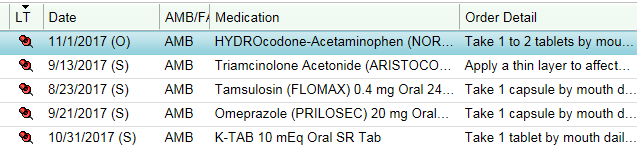 LT Date AMB/FA Medication Order Detail
11/1/2017 (O) AMB HYDROcodone-Acetaminophen (NOR... Take 1 to 2 tablets by mou...
9/13/2017 (S) AMB Triamcinolone Acetonide (ARISTOCO... Apply a thin layer to affect...
8/23/2017 (S) AMB Tamsulosin (FLOMAX) 0.4 mg Oral 24... Take 1 capsule by mouth d...
9/21/2017 (S) AMB Omeprazole (PRILOSEC) 20 mg Oral... Take 1 capsule by mouth d...
10/31/2017 (S) AMB K-TAB 10 mEq Oral SR Tab Take 1 tablet by mouth dail...